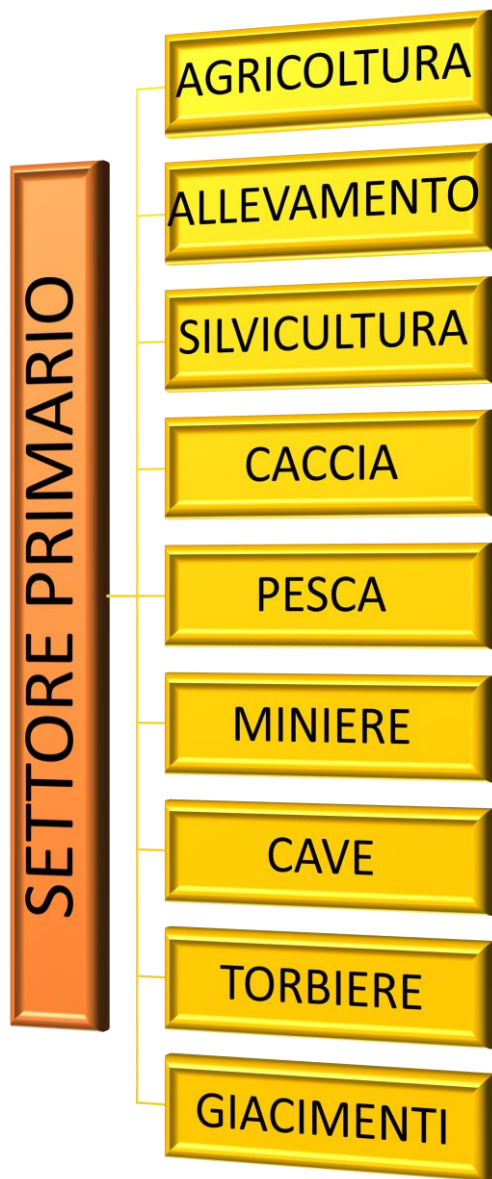 SETTORE PRIMARIO
AGRICOLTURA
ALLEVAMENTO
SILVICULTURA
CACCIA
PESCA
MINIERE
CAVE
TORBIERE
GIACIMENTI